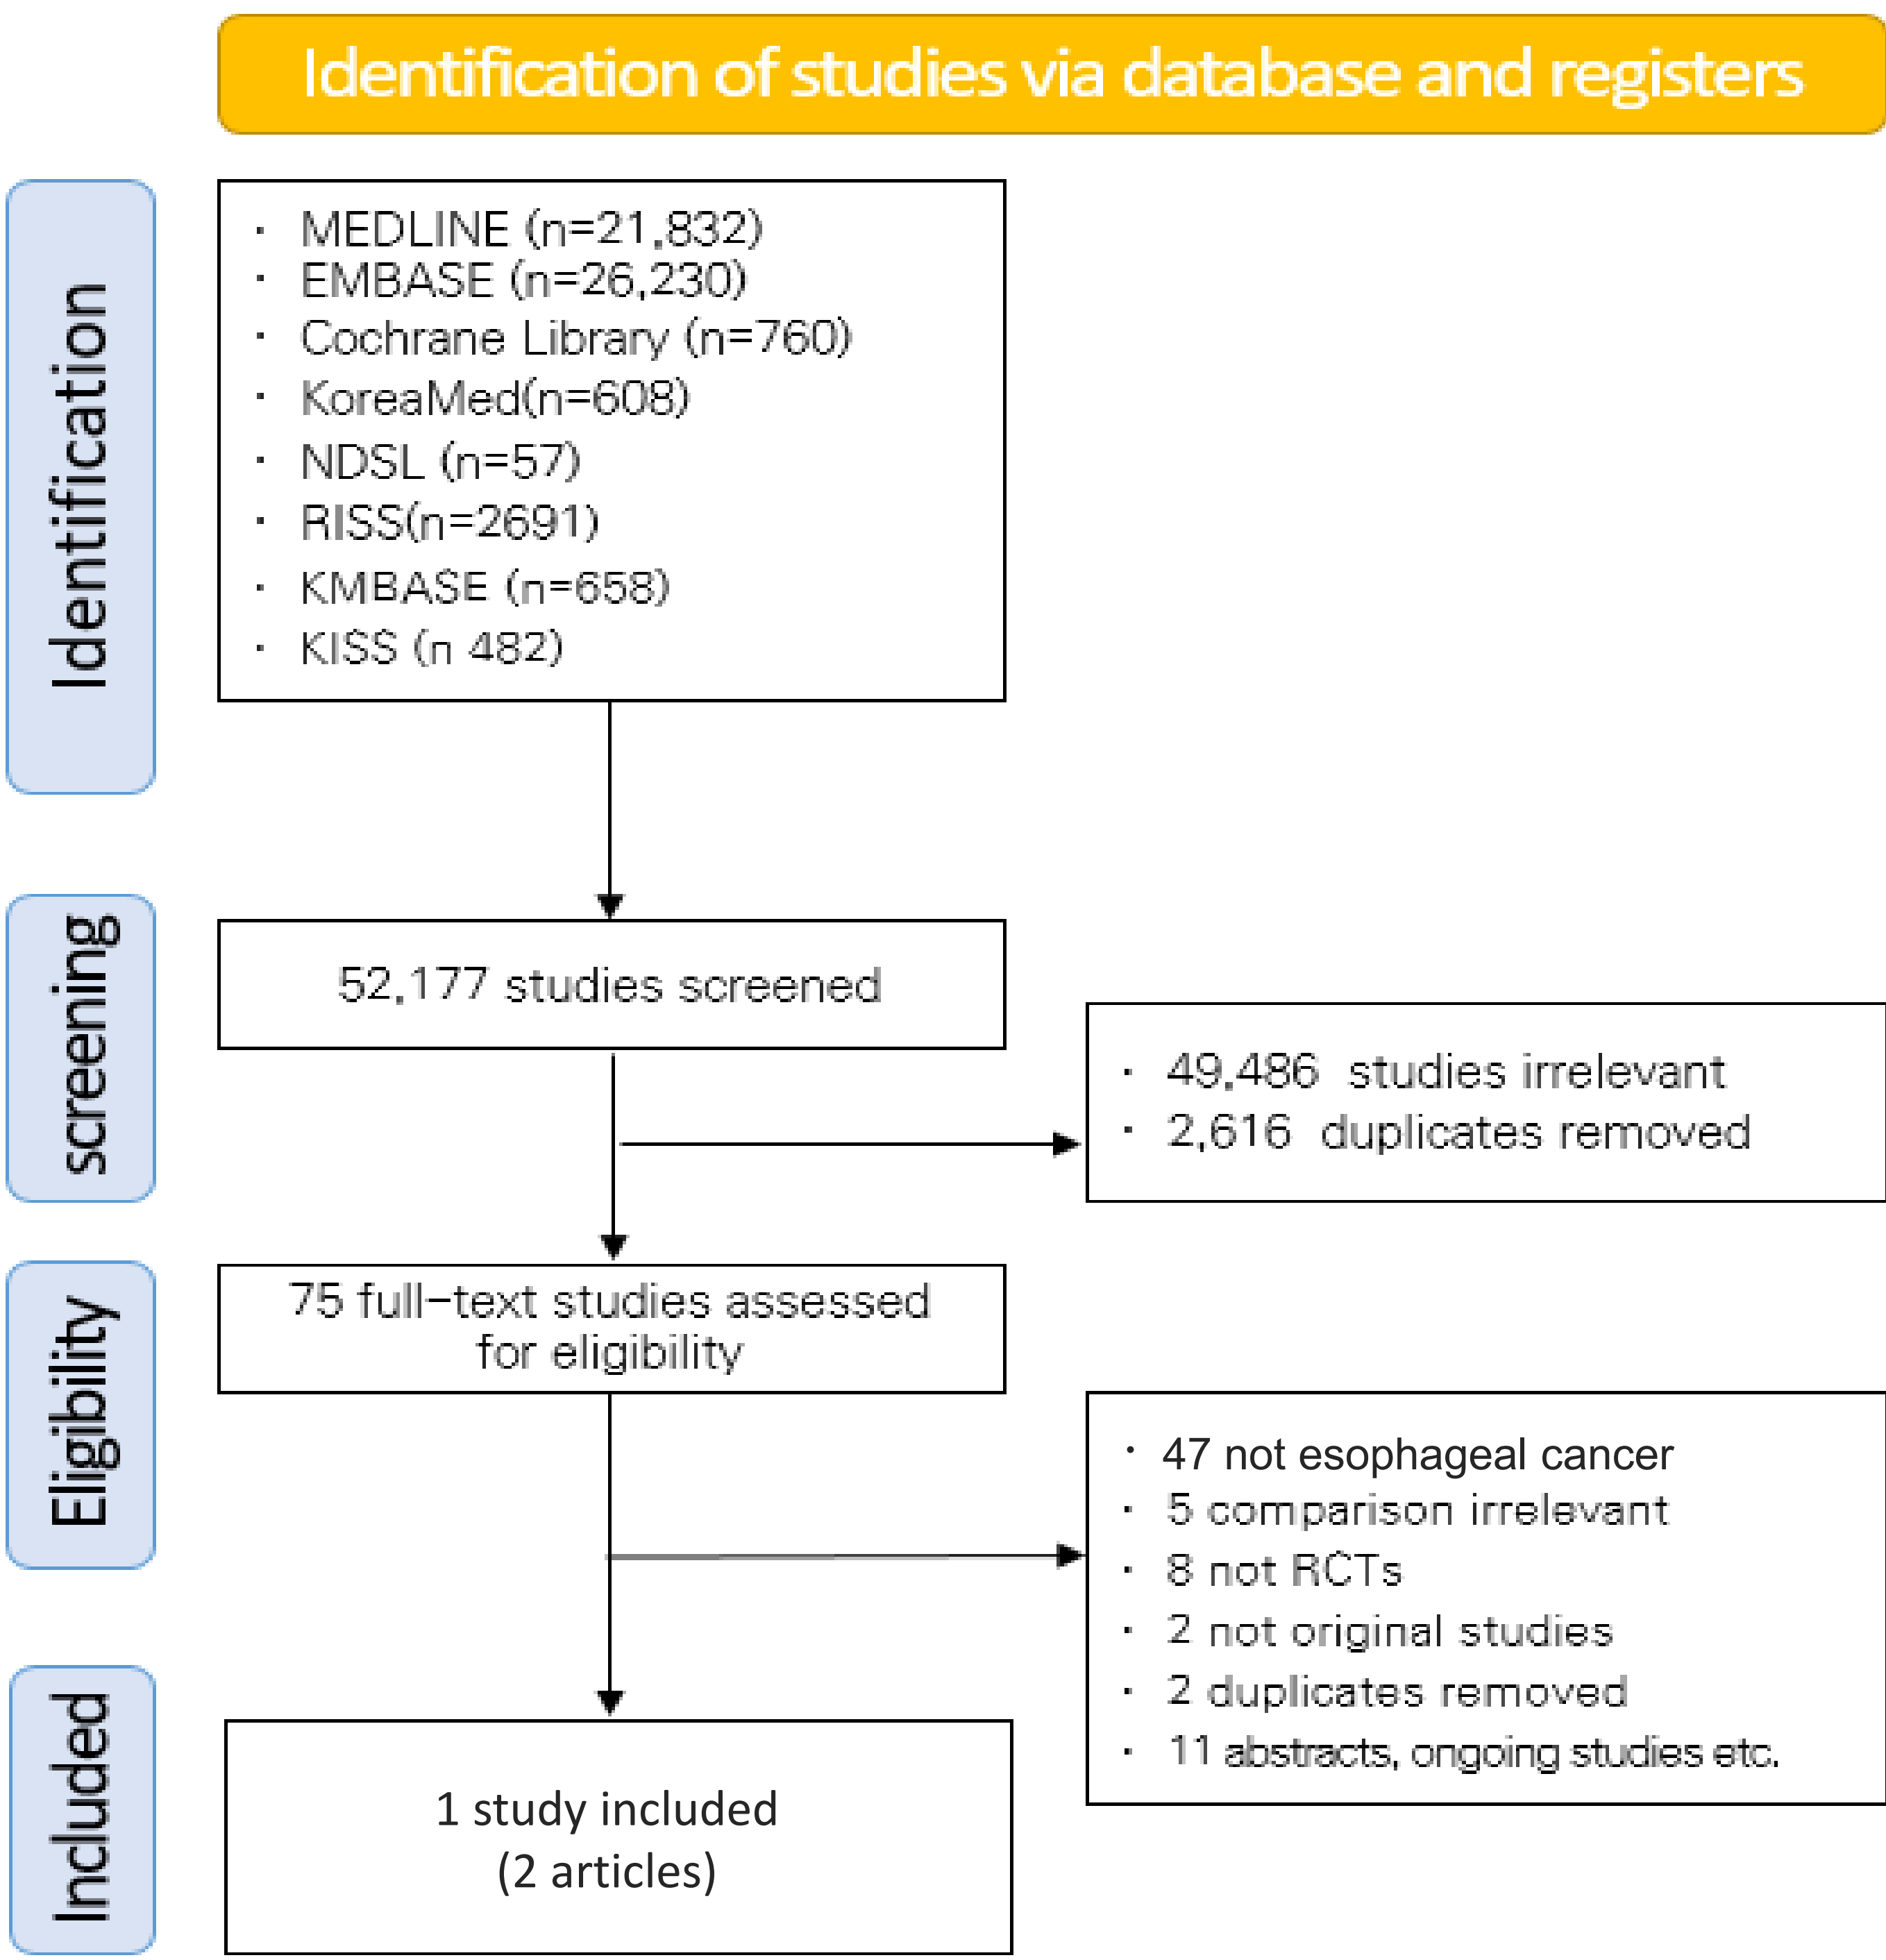 Identification of studies via database and registers
Identification
· MEDLINE (n=21,832)
· EMBASE (n=26,230)
· Cochrane Library (n=760)
· KoreaMed(n=608)
· NDSL (n=57)
· RISS(n=2691)
· KMBASE (n=658)
· KISS (n 482)
screening
52,177 studies screened
· 49,486 studies irrelevant
· 2,616 duplicates removed
Eligibility
75 full-text studies assessed
for eligibility
· 47 not esophageal cancer
· 5 comparison irrelevant
· 8 not RCTs
· 2 not original studies
· 2 duplicates removed
· 11 abstracts, ongoing studies etc.
Included
1 study included
(2 articles)